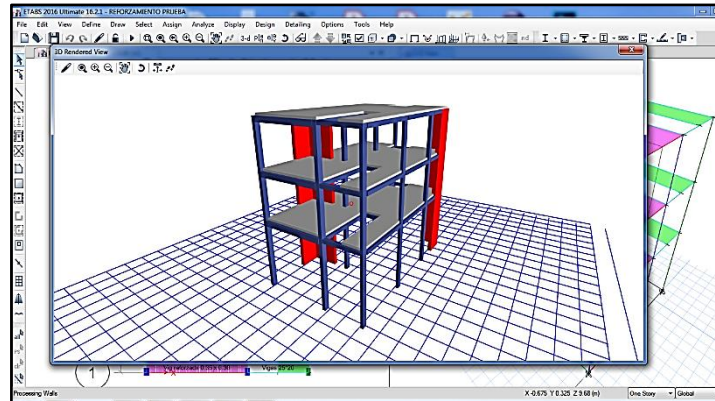 ETABS 2016 Ultimate 16.2.1 - REFORZAMIENTO PRUEBA
File Edit View Define Draw Select Assign Analyze Display Design Detailing Options Tools Help
3-d
3D Rendered View
1
Vigas 25*20
Processing Walls
X -0.675 Y 0.325 Z 9.68 (m)
One Story
Global